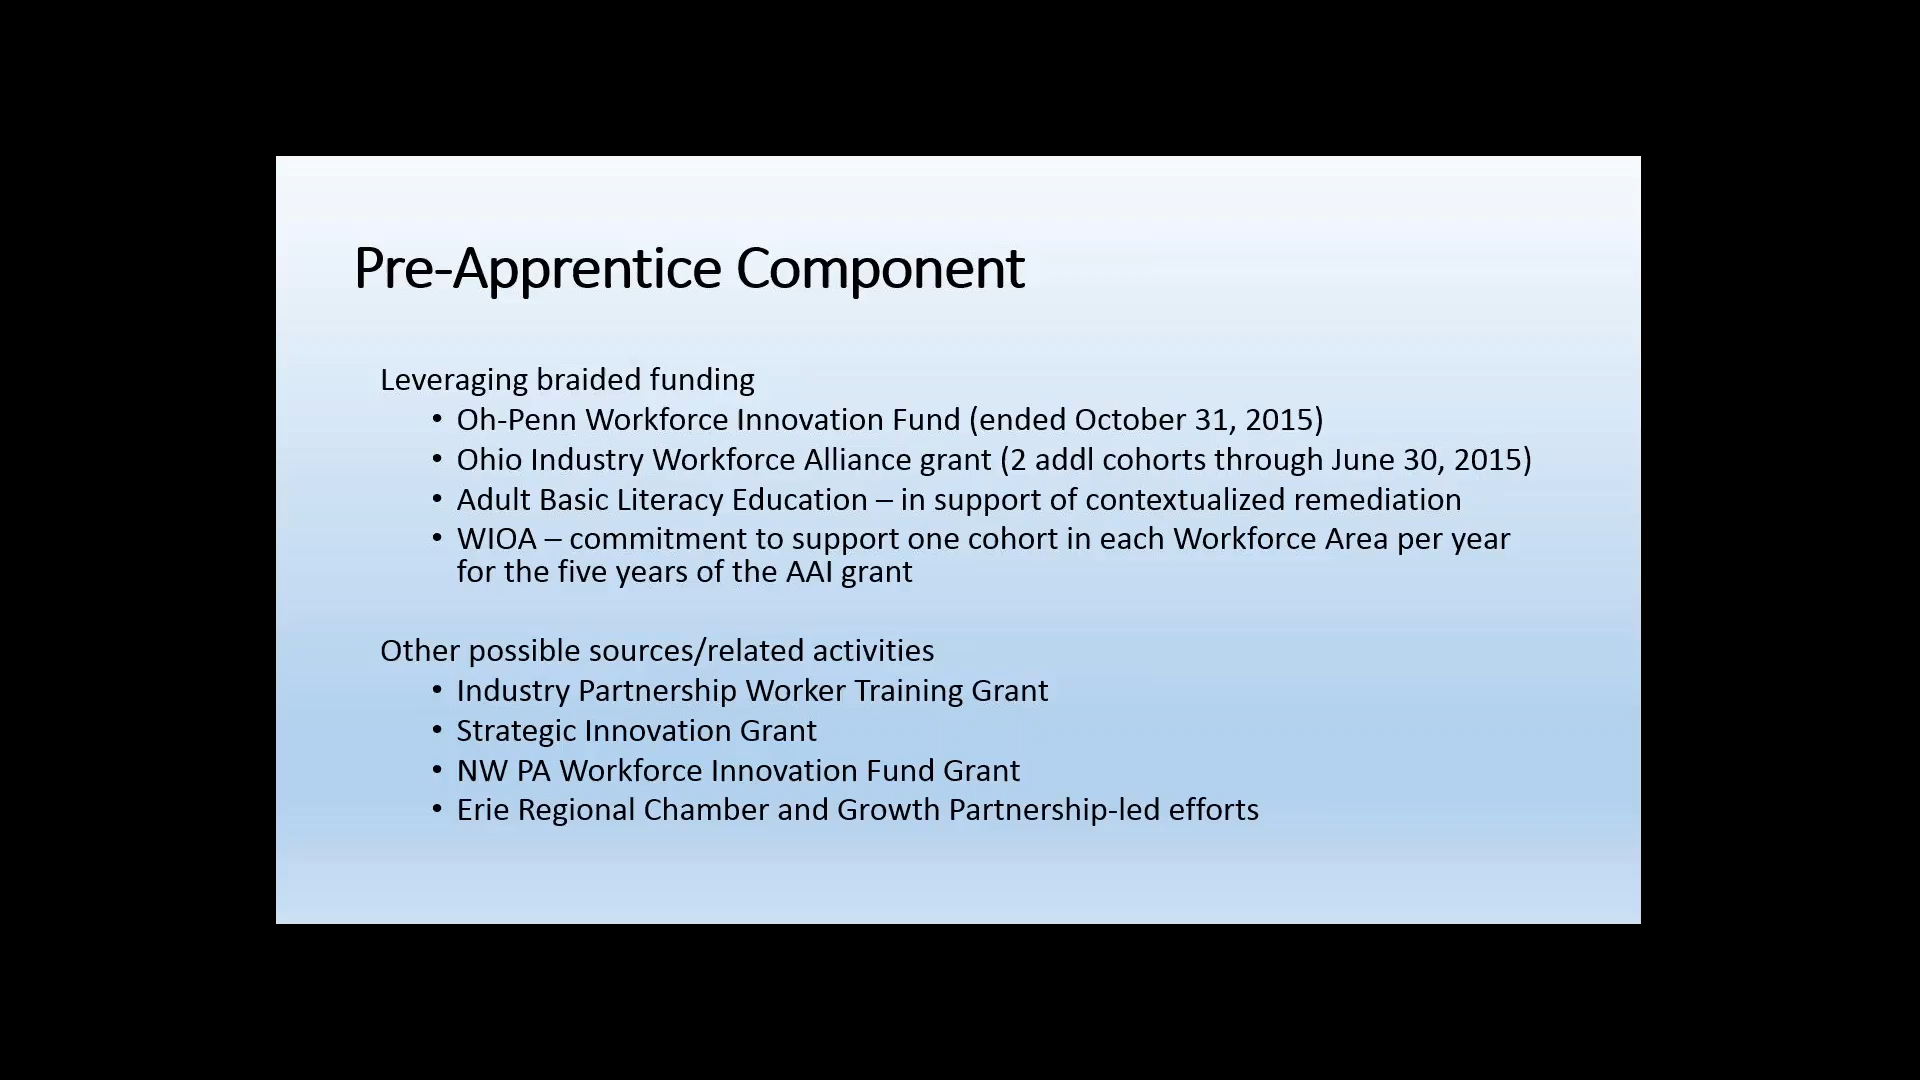 Pre-Apprentice Component
Leveraging braided funding
• Oh-Penn Workforce Innovation Fund (ended October 31, 2015)
• Ohio Industry Workforce Alliance grant (2 addl cohorts through June 30, 2015)
• Adult Basic Literacy Education – in support of contextualized remediation
• WIOA – commitment to support one cohort in each Workforce Area per year
for the five years of the AAI grant
Other possible sources/related activities
• Industry Partnership Worker Training Grant
• Strategic Innovation Grant
• NW PA Workforce Innovation Fund Grant
• Erie Regional Chamber and Growth Partnership-led efforts